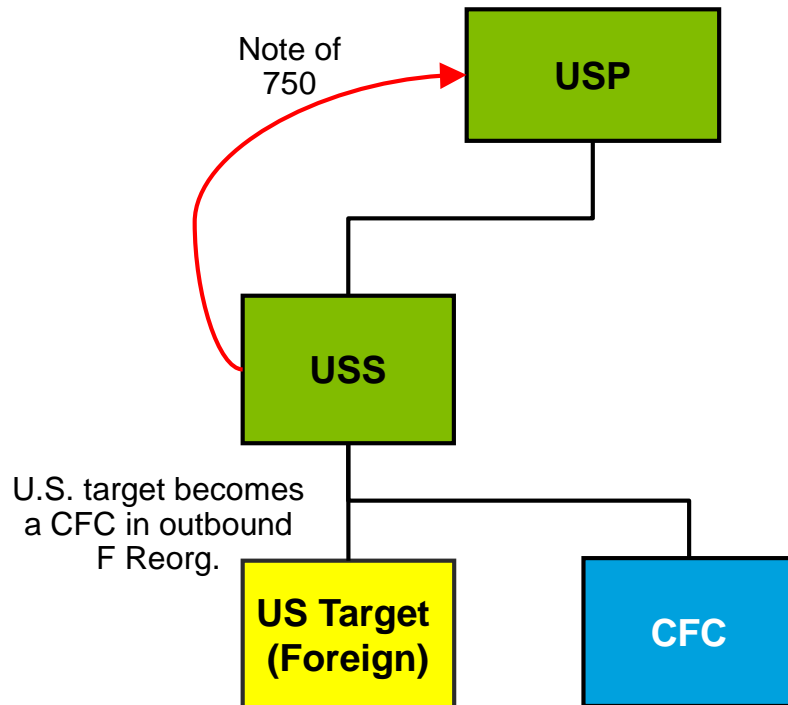 Note of
750
USP
USS
U.S. target becomes
a CFC in outbound
F Reorg.
US Target
(Foreign)
CFC